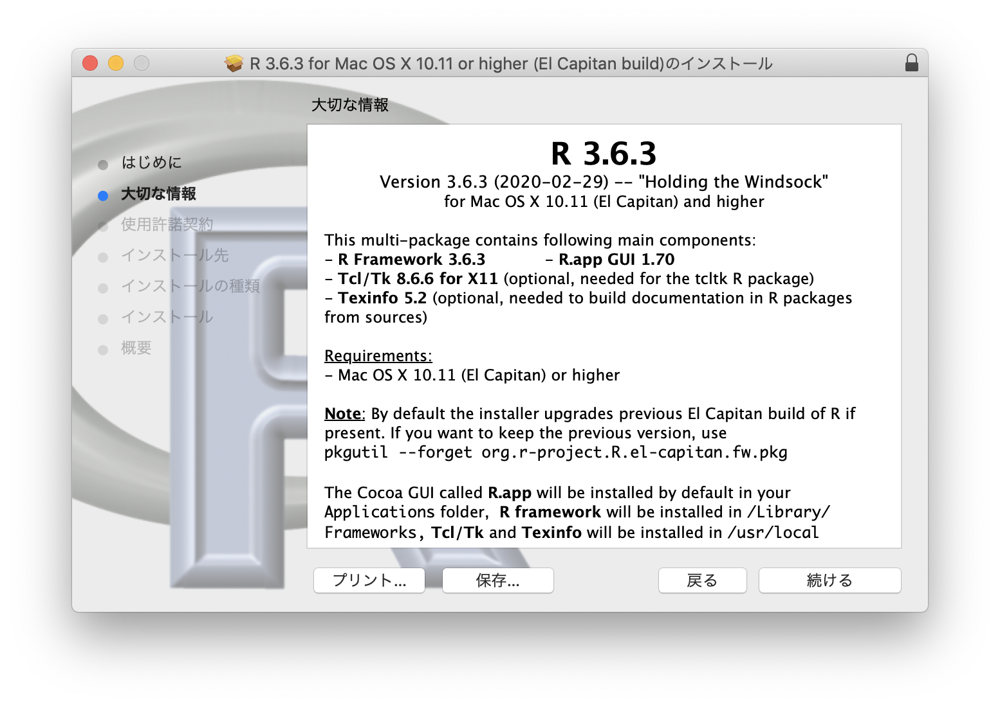 R 3.6.3 for Mac OS X 10.11 or higher (El Capitan build)のインストール
大切な情報
はじめに
大切な情報
使用許諾契約
インストール先
インストールの種類
インストール
概要
R 3.6.3
Version 3.6.3 (2020-02-29) -- "Holding the Windsock"
for Mac OS X 10.11 (El Capitan) and higher
This multi-package contains following main components:
- R Framework 3.6.3 - R.app GUI 1.70
- Tcl/Tk 8.6.6 for X11 (optional, needed for the tcltk R package)
- Texinfo 5.2 (optional, needed to build documentation in R packages
from sources)
Requirements:
- Mac OS X 10.11 (El Capitan) or higher
Note: By default the installer upgrades previous El Capitan build of R if
present. If you want to keep the previous version, use
pkgutil --forget org.r-project.R.el-capitan.fw.pkg
The Cocoa GUI called R.app will be installed by default in your
Applications folder, R framework will be installed in /Library/
Frameworks, Tcl/Tk and Texinfo will be installed in /usr/local
プリント... 保存... 戻る 続ける